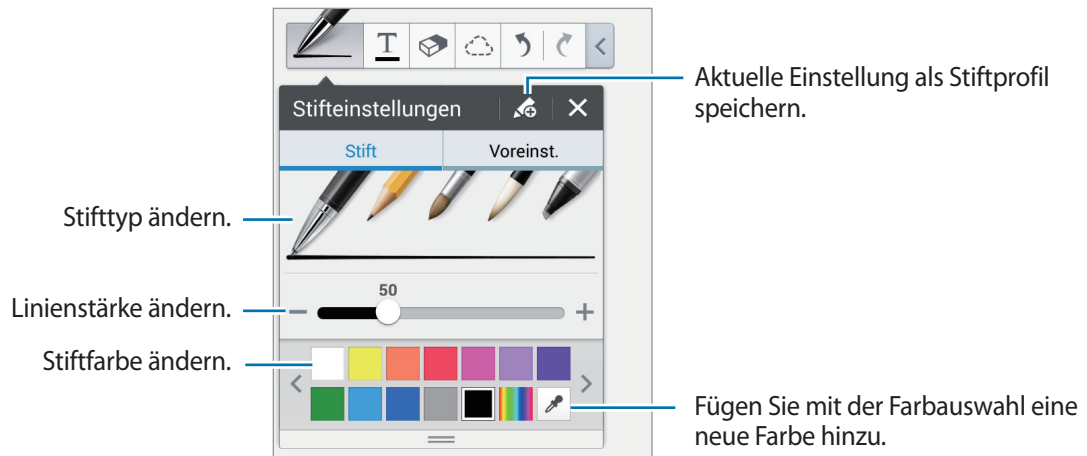 T
Aktuelle Einstellung als Stiftprofil
speichern.
Stifteinstellungen
Stift
Voreinst.
Stifttyp ändern.
50
Linienstärke ändern.
Stiftfarbe ändern.
Fügen Sie mit der Farbauswahl eine
neue Farbe hinzu.